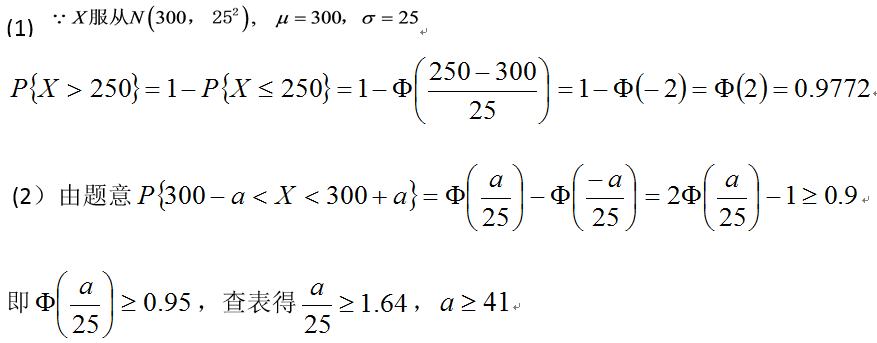 (1) ∵ X服从N(300， 25²)， μ=300，σ=25
P{X > 250} = 1 − P{X ≤ 250} = 1 − Φ((250 − 300)/25) = 1 − Φ(−2) = Φ(2) = 0.9772
(2）由题意 P{300 − a < X < 300 + a} = Φ(a/25) − Φ(−a/25) = 2Φ(a/25) − 1 ≥ 0.9
即 Φ(a/25) ≥ 0.95，查表得 a/25 ≥ 1.64，a ≥ 41